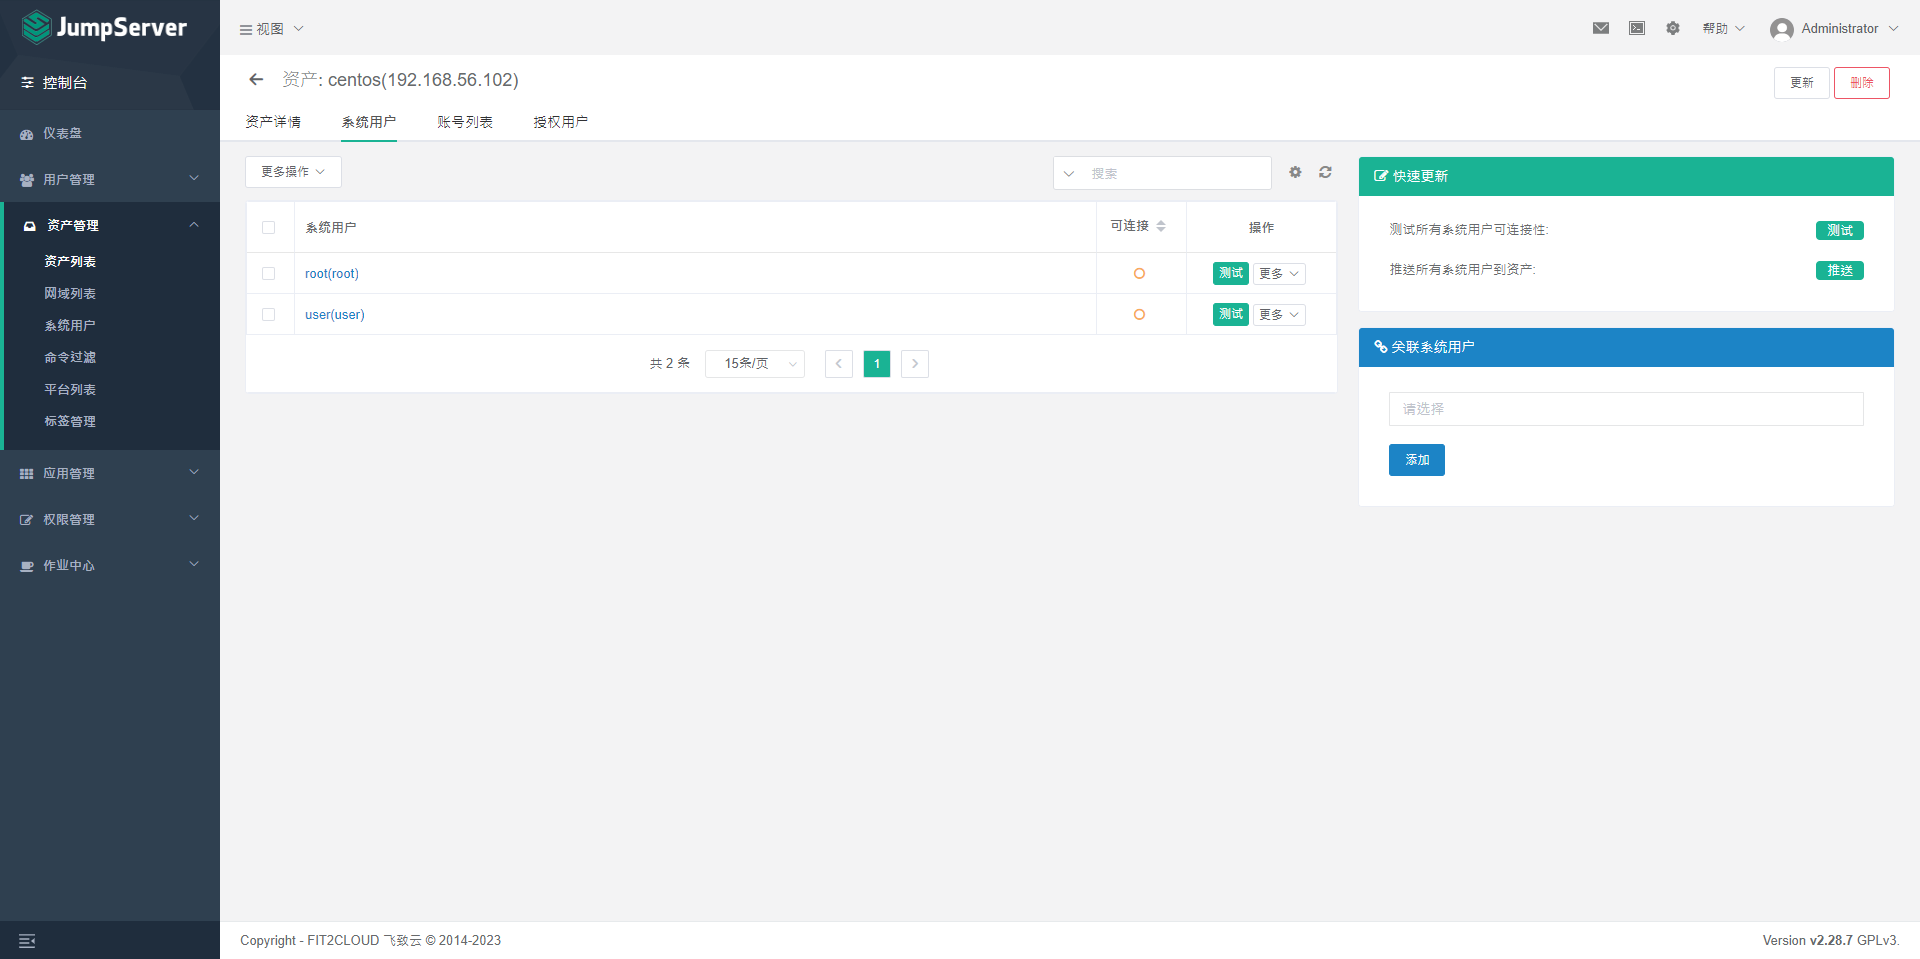 JumpServer
控制台
仪表盘
用户管理
资产管理
资产列表
网域列表
系统用户
命令过滤
平台列表
标签管理
应用管理
权限管理
作业中心
视图
帮助
Administrator
资产: centos(192.168.56.102)
更新
删除
资产详情
系统用户
账号列表
授权用户
更多操作
搜索
系统用户
可连接
操作
root(root)
测试
更多
user(user)
测试
更多
共 2 条
15条/页
1
快速更新
测试所有系统用户可连接性:
测试
推送所有系统用户到资产:
推送
关联系统用户
请选择
添加
Copyright - FIT2CLOUD 飞致云 © 2014-2023
Version v2.28.7 GPLv3.